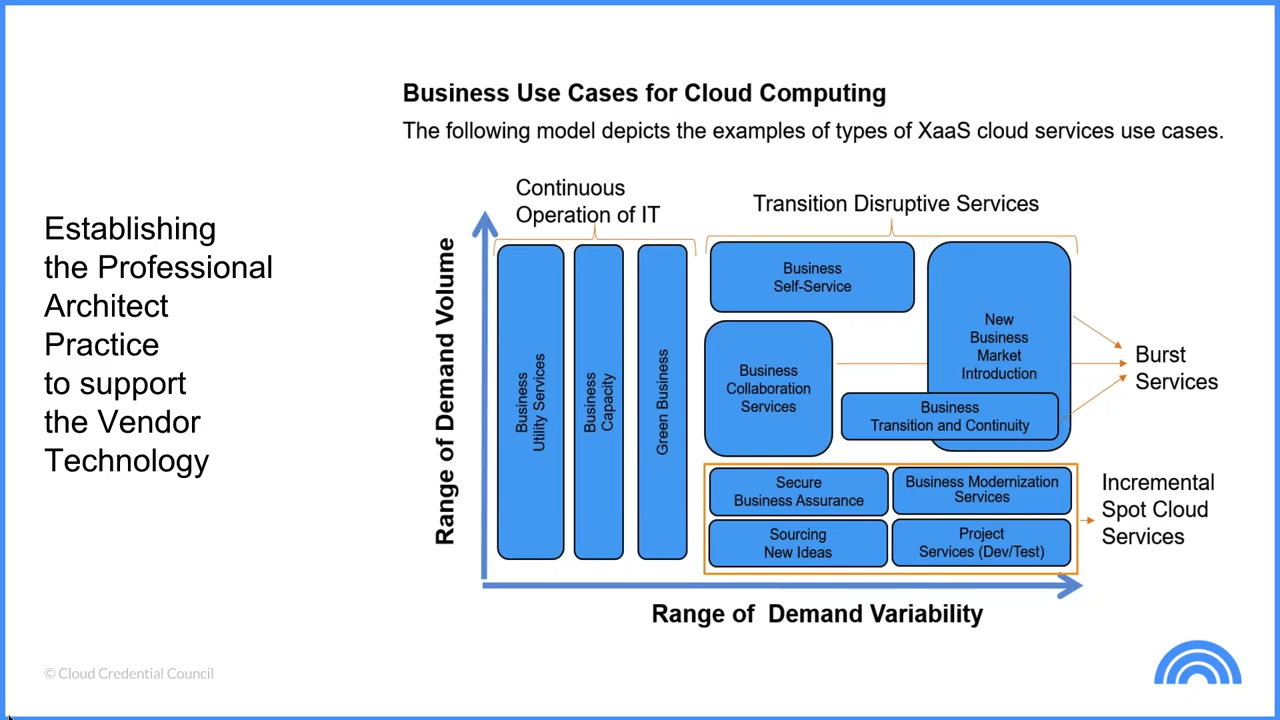 Business Use Cases for Cloud Computing
The following model depicts the examples of types of XaaS cloud services use cases.
Establishing
the Professional
Architect
Practice
to support
the Vendor
Technology
Continuous
Operation of IT
Transition Disruptive Services
Range of Demand Volume
Business
Utility Services
Business
Capacity
Green Business
Business
Self-Service
New
Business
Market
Introduction
Business
Collaboration
Services
Business
Transition and Continuity
Burst
Services
Secure
Business Assurance
Business Modernization
Services
Sourcing
New Ideas
Project
Services (Dev/Test)
Incremental
Spot Cloud
Services
Range of Demand Variability
© Cloud Credential Council